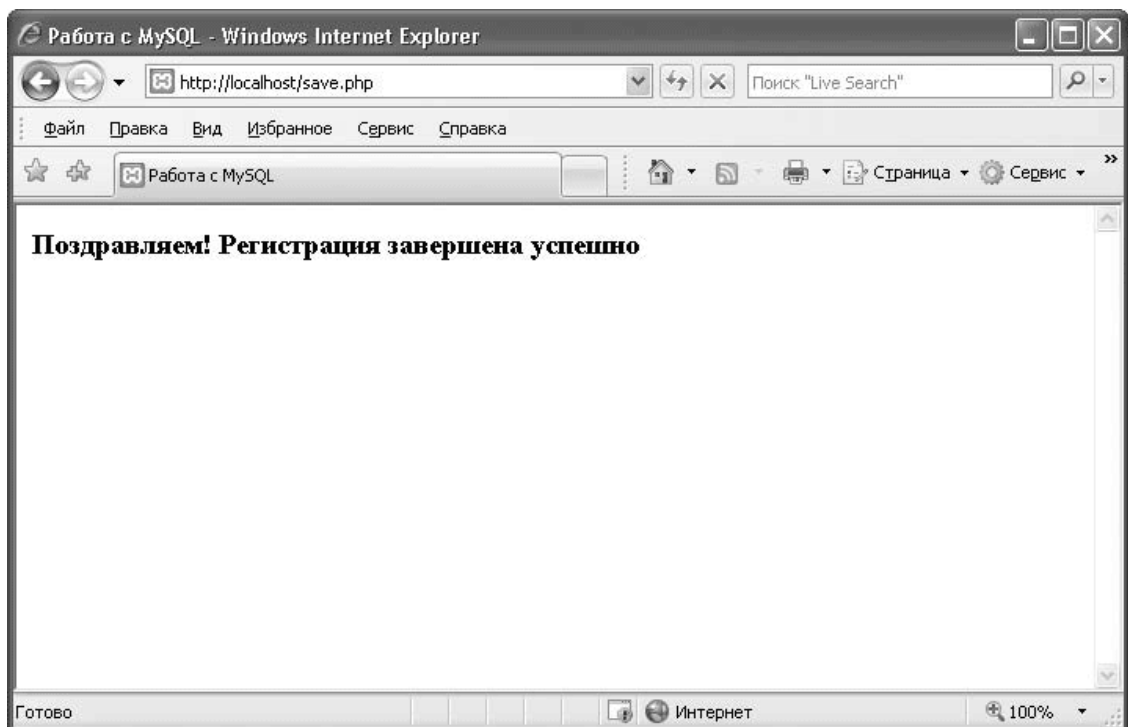 Работа с MySQL - Windows Internet Explorer
http://localhost/save.php
Поиск "Live Search"
Файл Правка Вид Избранное Сервис Справка
Работа с MySQL
Страница Сервис »
Поздравляем! Регистрация завершена успешно
Готово Интернет 100%